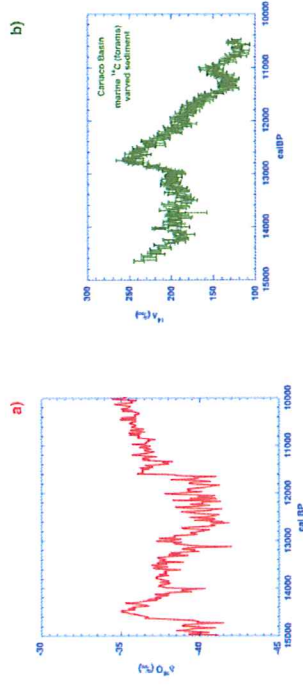 a)
-30
-35
-40
-45
δ¹⁸O (‰)
15000 14000 13000 12000 11000 10000
cal BP
b)
Cariaco Basin
marine ¹⁴C (forams)
varved sediment
300
250
200
150
100
15000 14000 13000 12000 11000 10000
calBP